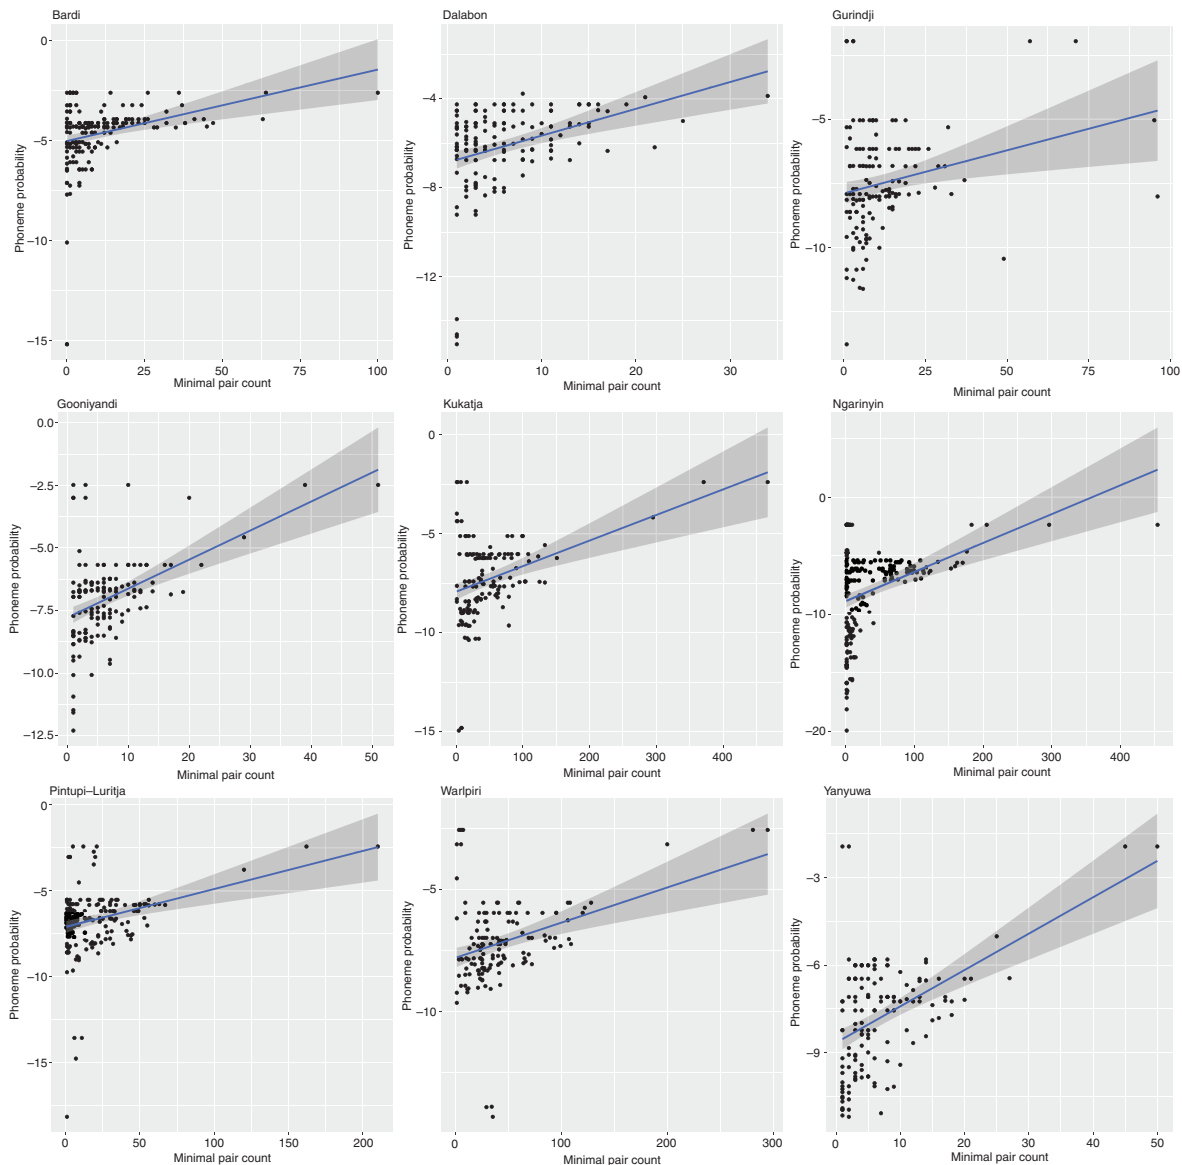 Bardi
0
−5
−10
−15
Phoneme probability
0 25 50 75 100
Minimal pair count
Dalabon
−4
−8
−12
Phoneme probability
0 10 20 30
Minimal pair count
Gurindji
−5
−10
Phoneme probability
0 25 50 75 100
Minimal pair count
Gooniyandi
0.0
−2.5
−5.0
−7.5
−10.0
−12.5
Phoneme probability
0 10 20 30 40 50
Minimal pair count
Kukatja
0
−5
−10
−15
Phoneme probability
0 100 200 300 400
Minimal pair count
Ngarinyin
0
−10
−20
Phoneme probability
0 100 200 300 400
Minimal pair count
Pintupi–Luritja
0
−5
−10
−15
Phoneme probability
0 50 100 150 200
Minimal pair count
Warlpiri
−5
−10
Phoneme probability
0 100 200 300
Minimal pair count
Yanyuwa
−3
−6
−9
Phoneme probability
0 10 20 30 40 50
Minimal pair count